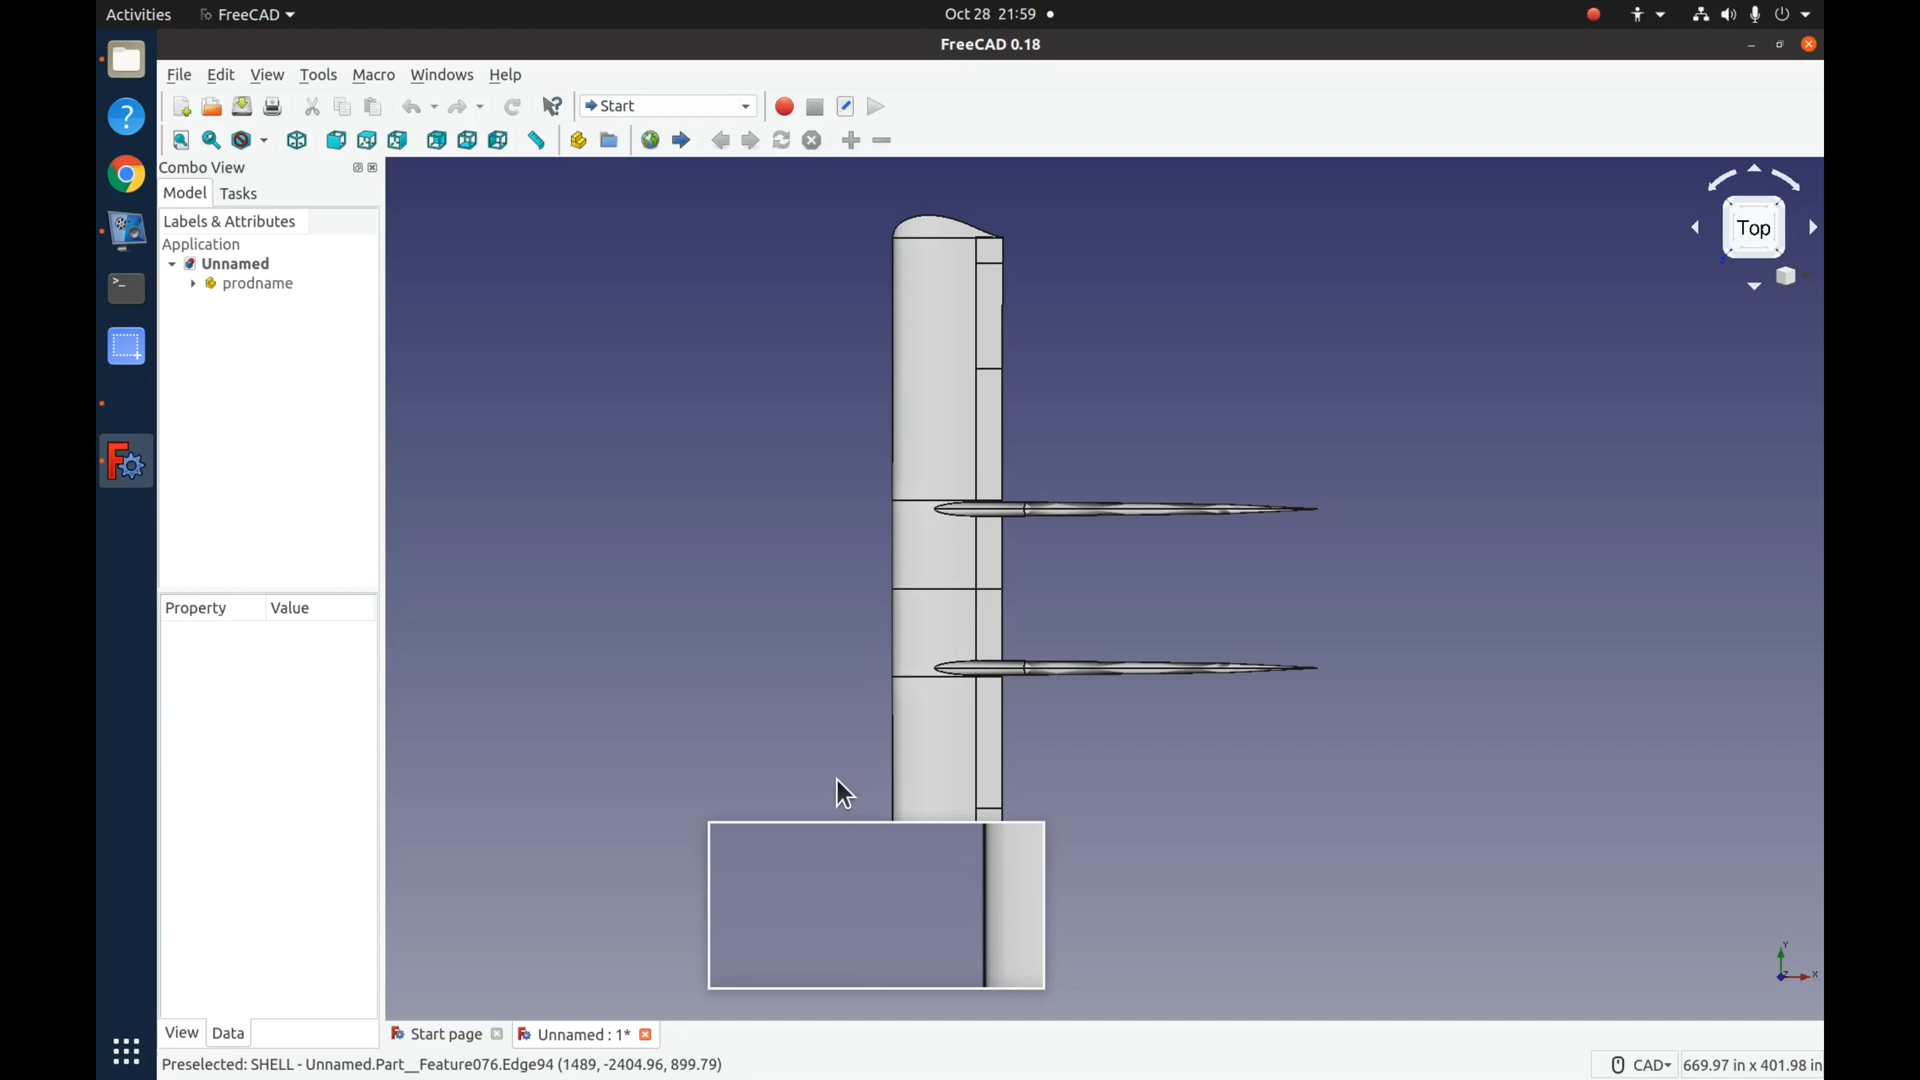 Activities FreeCAD Oct 28 21:59
FreeCAD 0.18
File Edit View Tools Macro Windows Help
Start
Combo View
Model Tasks
Labels & Attributes
Application
Unnamed
prodname
Top
Property Value
Y
Z X
View Data
Start page Unnamed : 1*
Preselected: SHELL - Unnamed.Part__Feature076.Edge94 (1489, -2404.96, 899.79) CAD 669.97 in x 401.98 in